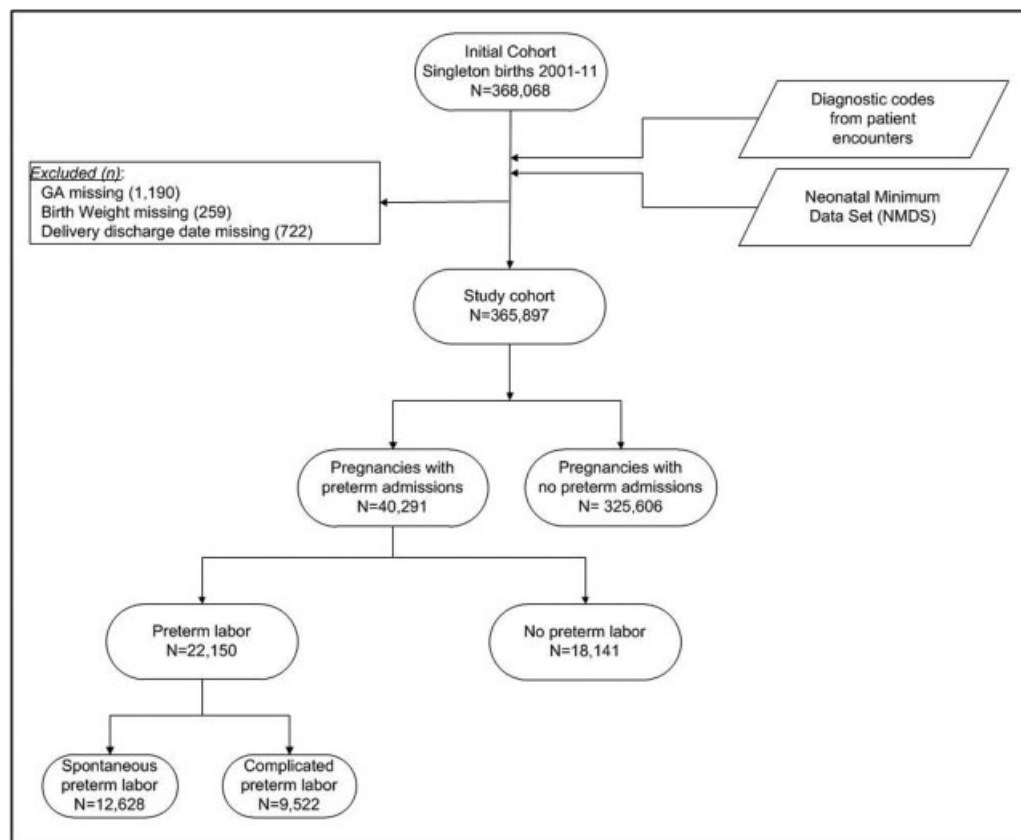 Initial Cohort
Singleton births 2001-11
N=368,068
Diagnostic codes
from patient
encounters
Excluded (n):
GA missing (1,190)
Birth Weight missing (259)
Delivery discharge date missing (722)
Neonatal Minimum
Data Set (NMDS)
Study cohort
N=365,897
Pregnancies with
preterm admissions
N=40,291
Pregnancies with
no preterm admissions
N= 325,606
Preterm labor
N=22,150
No preterm labor
N=18,141
Spontaneous
preterm labor
N=12,628
Complicated
preterm labor
N=9,522